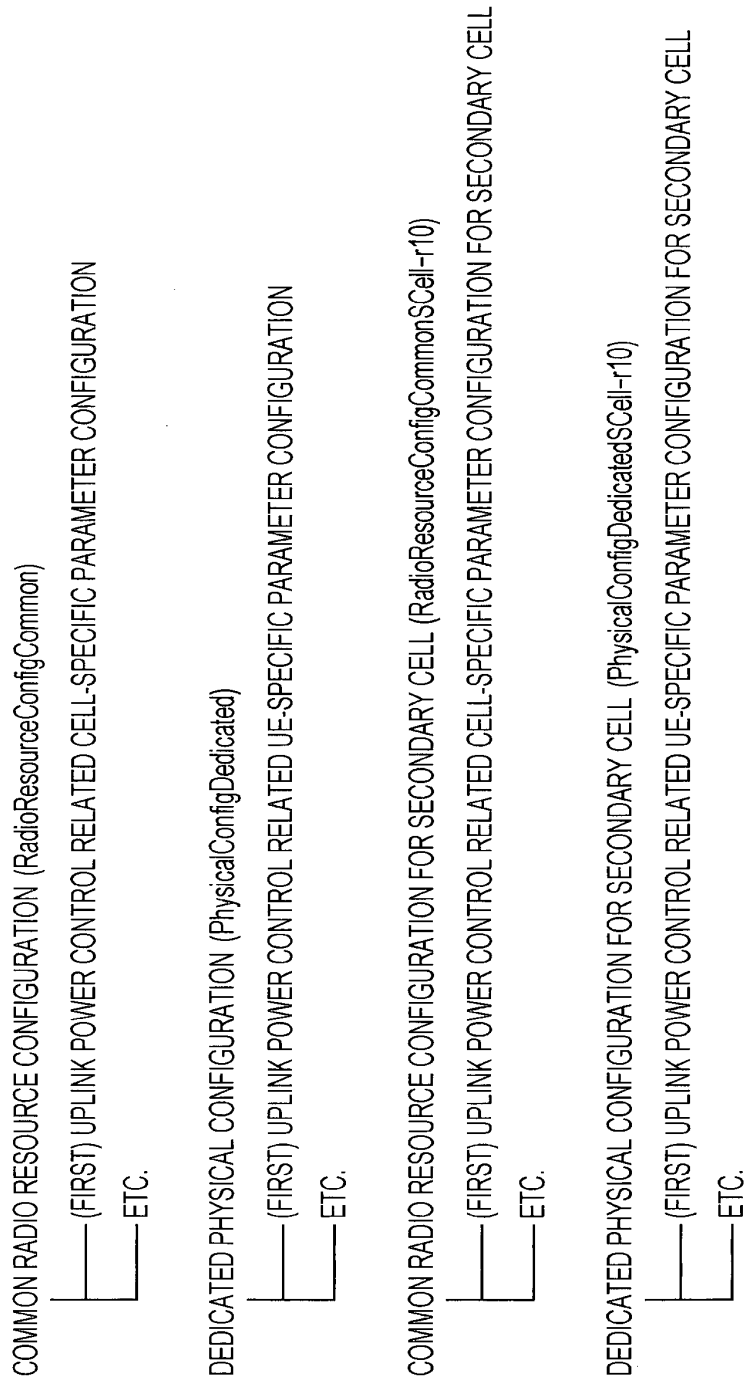 COMMON RADIO RESOURCE CONFIGURATION (RadioResourceConfigCommon)
(FIRST) UPLINK POWER CONTROL RELATED CELL-SPECIFIC PARAMETER CONFIGURATION
ETC.
DEDICATED PHYSICAL CONFIGURATION (PhysicalConfigDedicated)
(FIRST) UPLINK POWER CONTROL RELATED UE-SPECIFIC PARAMETER CONFIGURATION
ETC.
COMMON RADIO RESOURCE CONFIGURATION FOR SECONDARY CELL (RadioResourceConfigCommonSCell-r10)
(FIRST) UPLINK POWER CONTROL RELATED CELL-SPECIFIC PARAMETER CONFIGURATION FOR SECONDARY CELL
ETC.
DEDICATED PHYSICAL CONFIGURATION FOR SECONDARY CELL (PhysicalConfigDedicatedSCell-r10)
(FIRST) UPLINK POWER CONTROL RELATED UE-SPECIFIC PARAMETER CONFIGURATION FOR SECONDARY CELL
ETC.